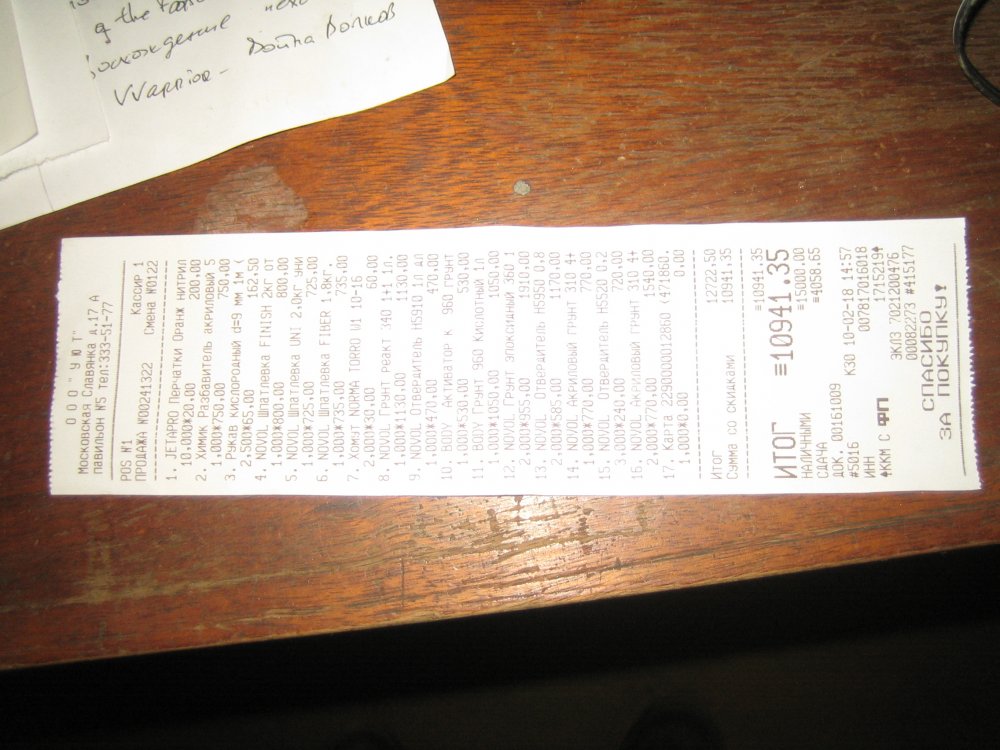 g the
восхождение
Warrior - Война Волков
ООО "У Ю Т"
Московская Славянка д.17 А
павильон №5 тел:333-51-77
POS №1 Кассир 1
ПРОДАЖА №00241322 Смена №0122
1. JETAPRO Перчатки Оранж нитрил
10,000*20.00 200.00
2. Химик Разбавитель акриловый 5
1,000*750.00 750.00
3. Рукав кислородный d=9 мм 1м (
2,500*65.00 162.50
4. NOVOL Шпатлевка FINISH 2кг от
1,000*800.00 800.00
5. NOVOL Шпатлевка UNI 2.0кг уни
1,000*725.00 725.00
6. NOVOL Шпатлевка FIBER 1.8кг.
1,000*735.00 735.00
7. Хомут NORMA TORRO W1 10-16
2,000*30.00 60.00
8. NOVOL Грунт реакт 340 1+1 1л.
1,000*1130.00 1130.00
9. NOVOL Отвердитель H5910 1л дл
1,000*470.00 470.00
10. BODY Активатор К 960 ГРУНТ
1,000*530.00 530.00
11. BODY Грунт 960 КИСЛОТНЫЙ 1л
1,000*1050.00 1050.00
12. NOVOL Грунт эпоксидный 360 1
2,000*955.00 1910.00
13. NOVOL Отвердитель H5950 0.8
2,000*585.00 1170.00
14. NOVOL Акриловый ГРУНТ 310 4+
1,000*770.00 770.00
15. NOVOL Отвердитель H5520 0.2
3,000*240.00 720.00
16. NOVOL Акриловый ГРУНТ 310 4+
2,000*770.00 1540.00
17. Карта 2290000012860 (471860.
1,000*0.00 0.00
Итог 12722.50
Сумма со скидками 10941.35
≡10941.35
ИТОГ ≡10941.35
НАЛИЧНЫМИ ≡15000.00
СДАЧА ≡4058.65
ДОК. 00161009
#5016 К30 10-02-18 14:57
ИНН 007817016018
ККМ С ФП 17152194
ЭКЛЗ 7021200476
00082273 #415177
СПАСИБО
ЗА ПОКУПКУ!